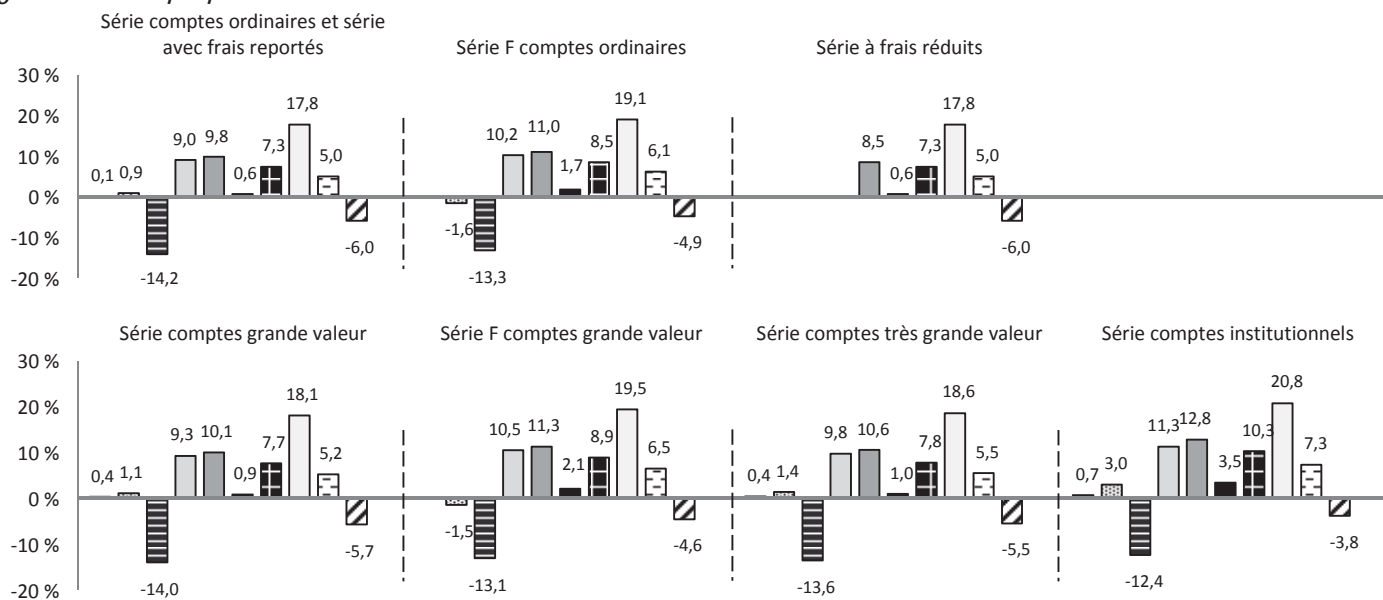 Série comptes ordinaires et série
avec frais reportés
Série F comptes ordinaires
Série à frais réduits
30 %
20 %
10 %
0 %
-10 %
-20 %
0,1 0,9 -14,2 9,0 9,8 0,6 7,3 17,8 5,0 -6,0
-1,6 -13,3 10,2 11,0 1,7 8,5 19,1 6,1 -4,9
8,5 0,6 7,3 17,8 5,0 -6,0
Série comptes grande valeur
Série F comptes grande valeur
Série comptes très grande valeur
Série comptes institutionnels
30 %
20 %
10 %
0 %
-10 %
-20 %
0,4 1,1 -14,0 9,3 10,1 0,9 7,7 18,1 5,2 -5,7
-1,5 -13,1 10,5 11,3 2,1 8,9 19,5 6,5 -4,6
0,4 1,4 -13,6 9,8 10,6 1,0 7,8 18,6 5,5 -5,5
0,7 3,0 -12,4 11,3 12,8 3,5 10,3 20,8 7,3 -3,8